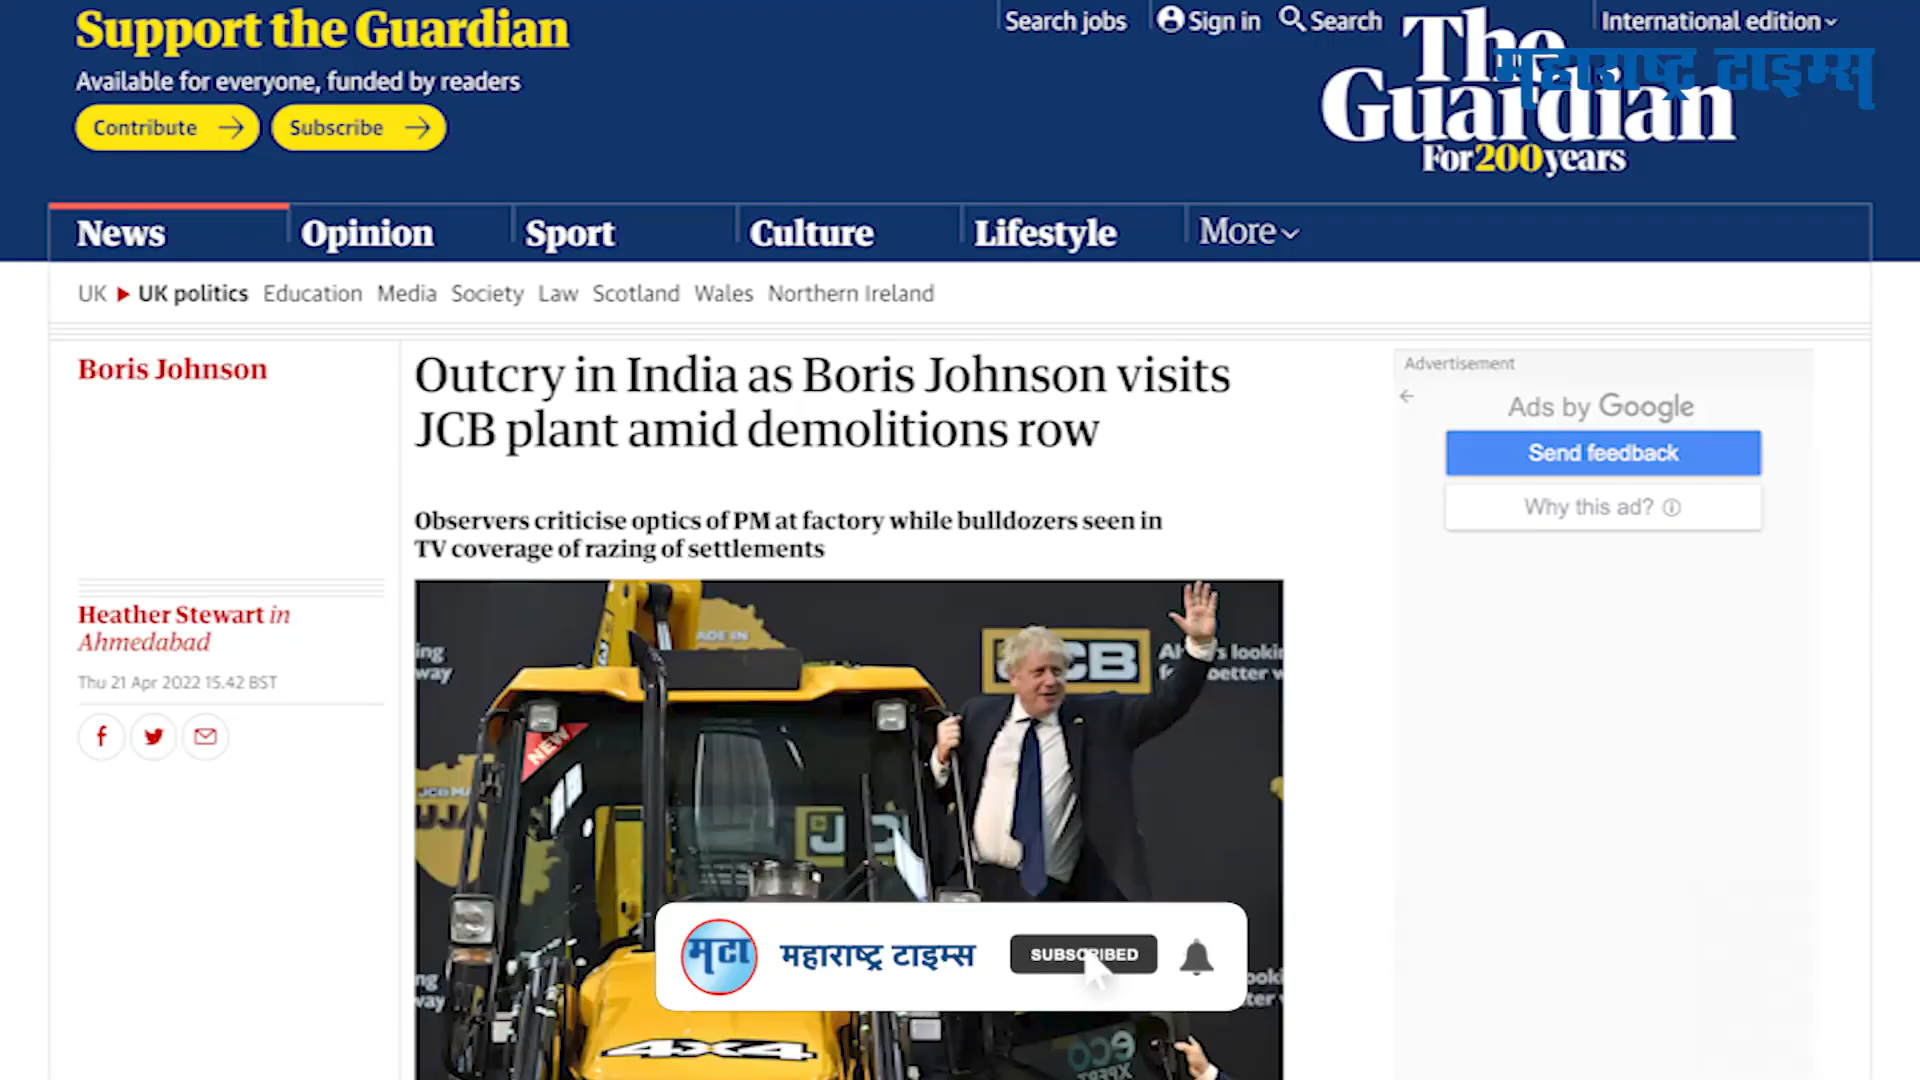 Support the Guardian
Available for everyone, funded by readers
Contribute
Subscribe
Search jobs
Sign in
Search
International edition
The
Guardian
For 200 years
महाराष्ट्र टाइम्स
News
Opinion
Sport
Culture
Lifestyle
More
UK
UK politics
Education
Media
Society
Law
Scotland
Wales
Northern Ireland
Boris Johnson
Outcry in India as Boris Johnson visits
JCB plant amid demolitions row
Observers criticise optics of PM at factory while bulldozers seen in
TV coverage of razing of settlements
Heather Stewart in
Ahmedabad
Thu 21 Apr 2022 15.42 BST
Advertisement
Ads by Google
Send feedback
Why this ad?
NEW
JCB
4X4
मटा
महाराष्ट्र टाइम्स
SUBSCRIBED
eco